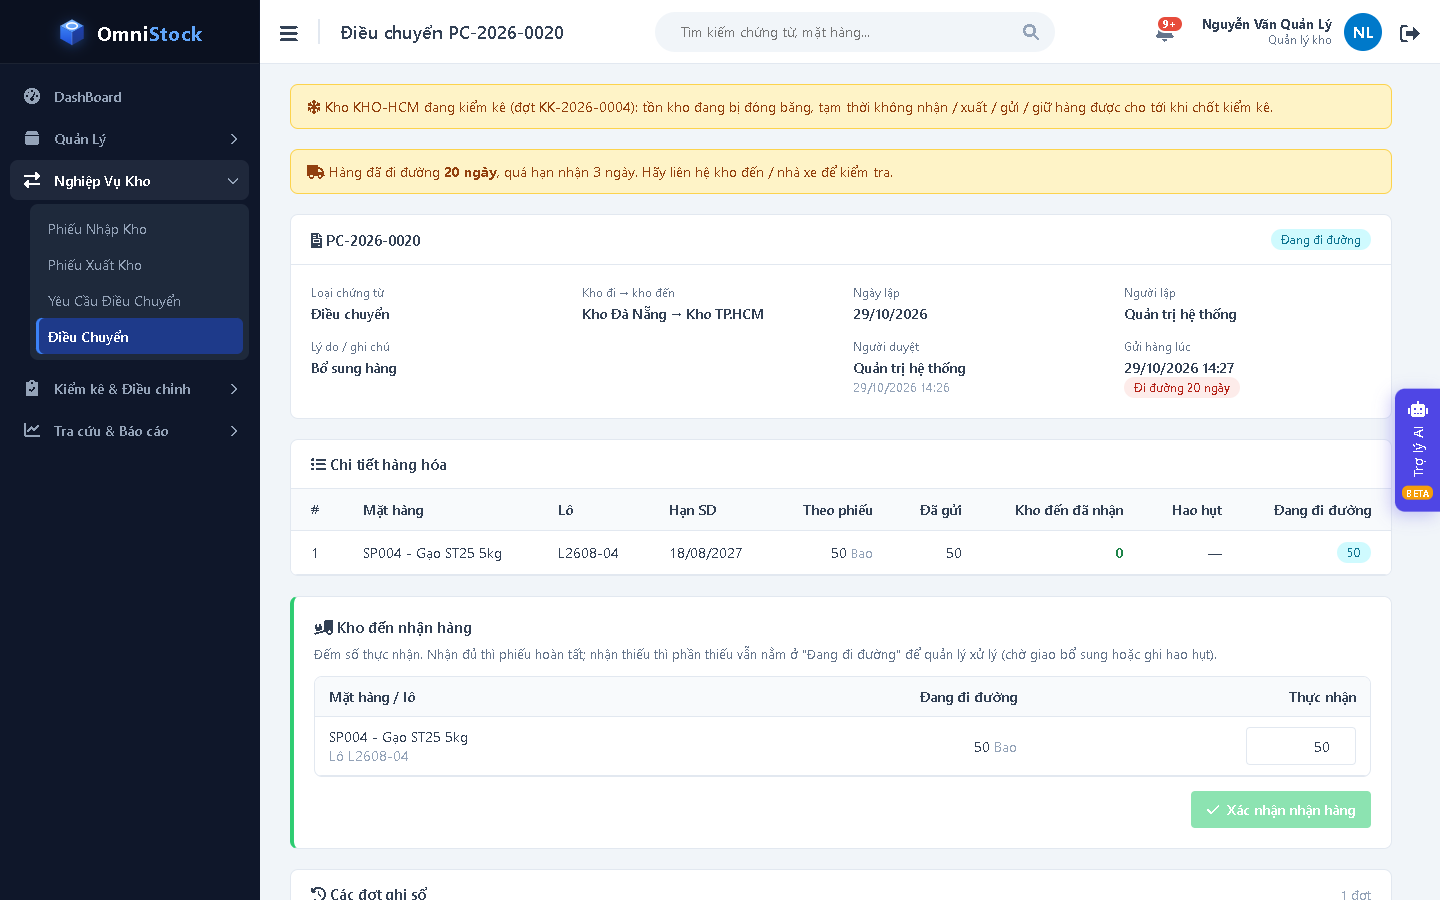 OmniStock
Điều chuyển PC-2026-0020
Tìm kiếm chứng từ, mặt hàng...
9+
Nguyễn Văn Quản Lý
Quản lý kho
NL
DashBoard
Quản Lý
Nghiệp Vụ Kho
Phiếu Nhập Kho
Phiếu Xuất Kho
Yêu Cầu Điều Chuyển
Điều Chuyển
Kiểm kê & Điều chỉnh
Tra cứu & Báo cáo
Kho KHO-HCM đang kiểm kê (đợt KK-2026-0004): tồn kho đang bị đóng băng, tạm thời không nhận / xuất / gửi / giữ hàng được cho tới khi chốt kiểm kê.
Hàng đã đi đường 20 ngày, quá hạn nhận 3 ngày. Hãy liên hệ kho đến / nhà xe để kiểm tra.
PC-2026-0020
Đang đi đường
Loại chứng từ
Điều chuyển
Kho đi → kho đến
Kho Đà Nẵng → Kho TP.HCM
Ngày lập
29/10/2026
Người lập
Quản trị hệ thống
Lý do / ghi chú
Bổ sung hàng
Người duyệt
Quản trị hệ thống
29/10/2026 14:26
Gửi hàng lúc
29/10/2026 14:27
Đi đường 20 ngày
Chi tiết hàng hóa
# Mặt hàng Lô Hạn SD Theo phiếu Đã gửi Kho đến đã nhận Hao hụt Đang đi đường
1 SP004 - Gạo ST25 5kg L2608-04 18/08/2027 50 Bao 50 0 — 50
Kho đến nhận hàng
Đếm số thực nhận. Nhận đủ thì phiếu hoàn tất; nhận thiếu thì phần thiếu vẫn nằm ở "Đang đi đường" để quản lý xử lý (chờ giao bổ sung hoặc ghi hao hụt).
Mặt hàng / lô Đang đi đường Thực nhận
SP004 - Gạo ST25 5kg
Lô L2608-04
50 Bao
50
Xác nhận nhận hàng
Các đợt ghi sổ
1 đợt
Trợ lý AI
BETA